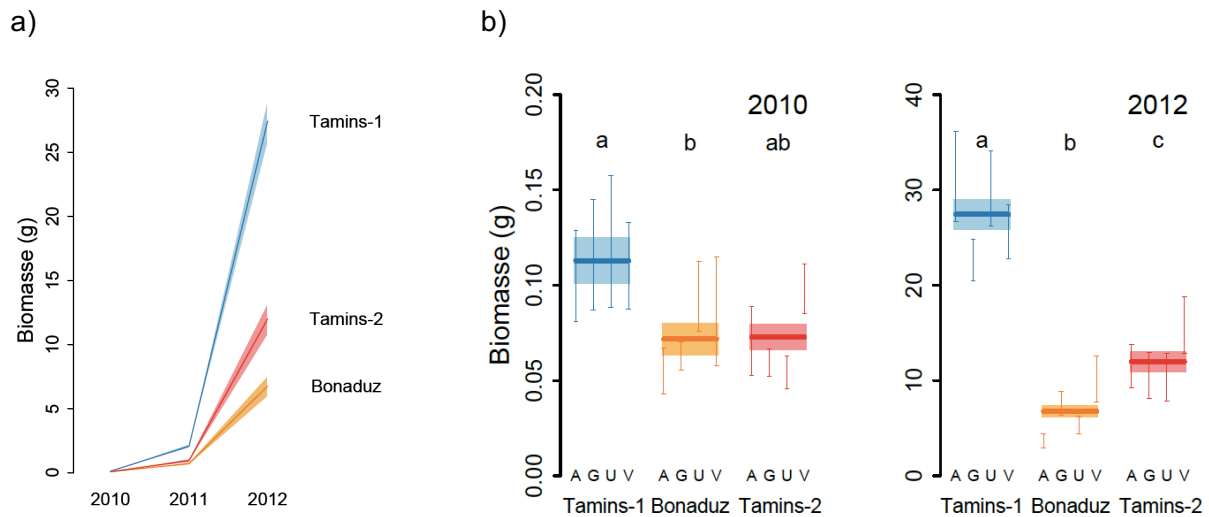 a)
30
25
20
15
10
5
0
Biomasse (g)
Tamins-1
Tamins-2
Bonaduz
2010 2011 2012
b)
0.20
0.15
0.10
0.05
0.00
Biomasse (g)
2010
a b ab
A G U V A G U V A G U V
Tamins-1 Bonaduz Tamins-2
40
30
20
10
0
2012
a b c
A G U V A G U V A G U V
Tamins-1 Bonaduz Tamins-2